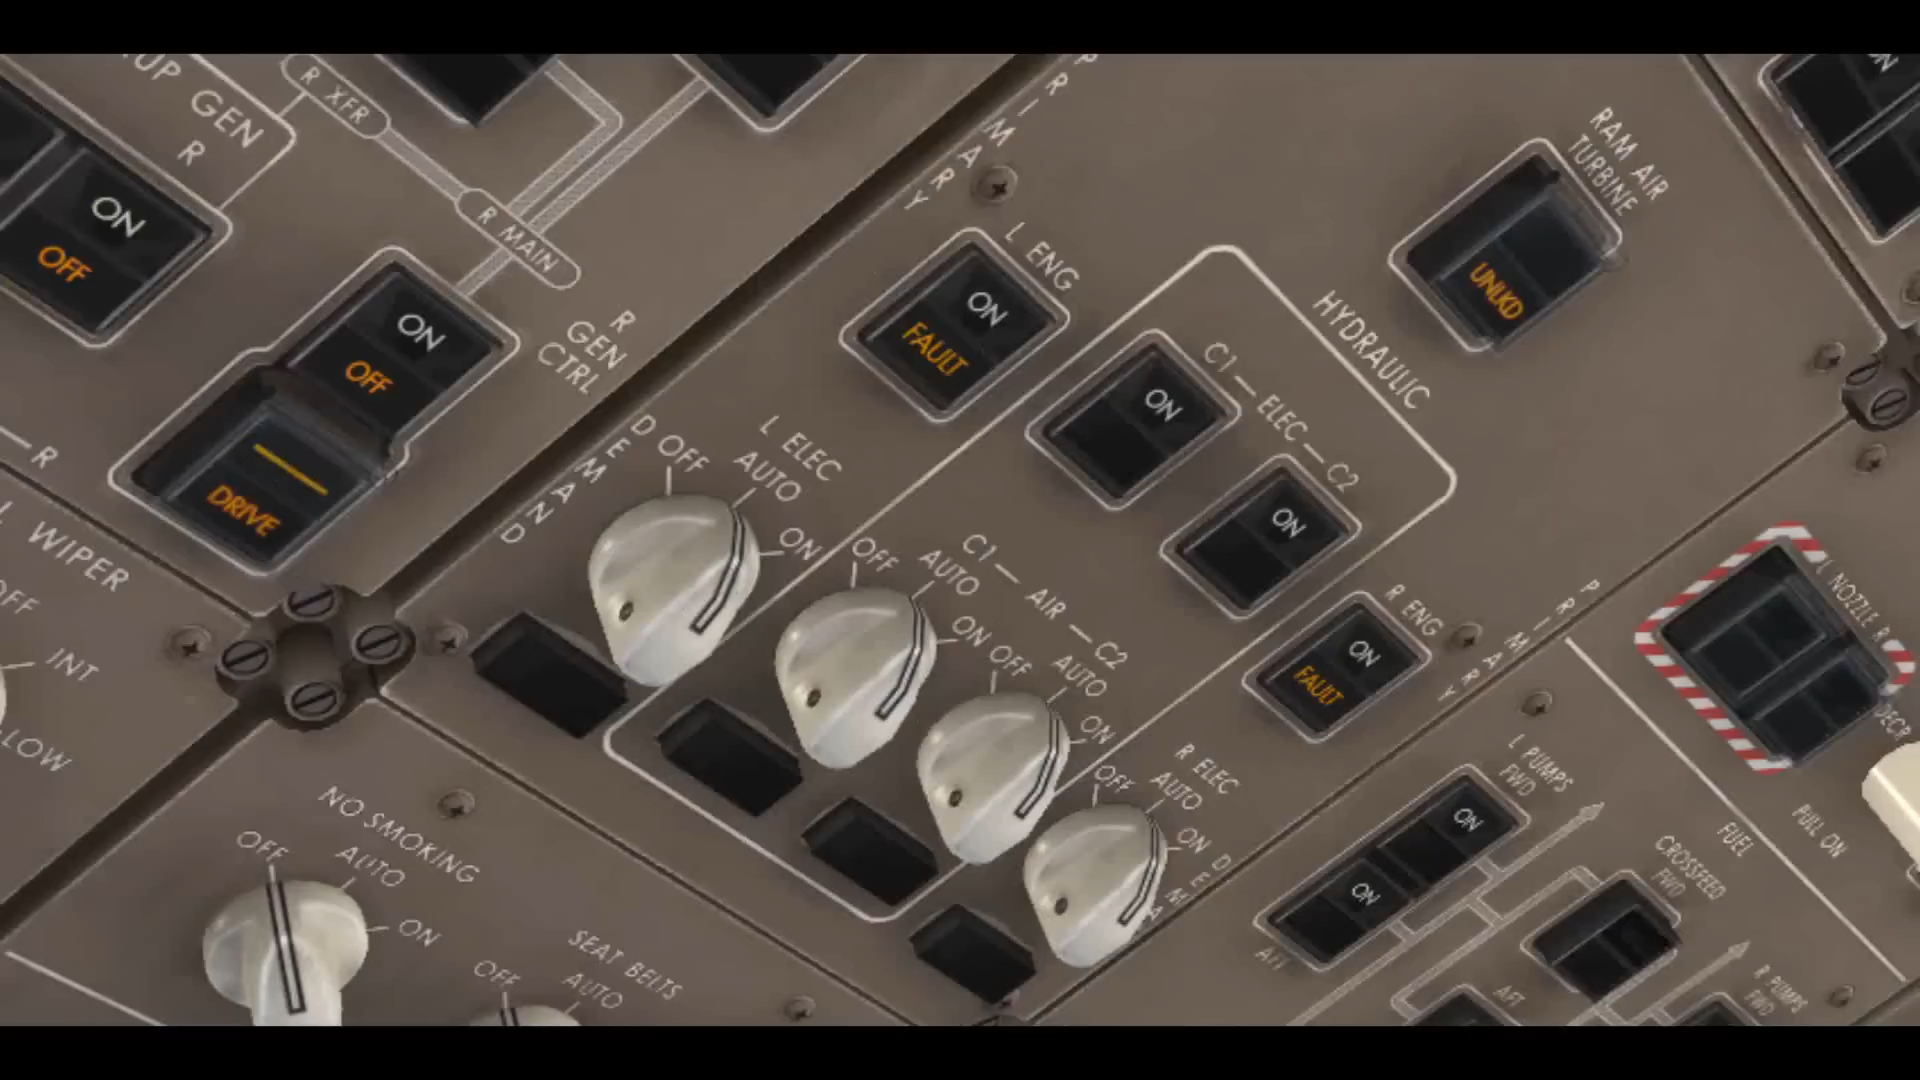 UP GEN
R
R XFR
ON
OFF
R MAIN
ON
OFF
R
GEN
CTRL
DRIVE
R
L WIPER
OFF
INT
LOW
PRIMARY
L ENG
ON
FAULT
C1 — ELEC — C2
ON
ON
HYDRAULIC
RAM AIR
TURBINE
UNLKD
R ENG
ON
FAULT
PRIMARY
DEMAND
L ELEC
OFF
AUTO
ON
C1 — AIR — C2
OFF
AUTO
ON
OFF
AUTO
ON
R ELEC
OFF
AUTO
ON
DEMA
NO SMOKING
OFF
AUTO
ON
SEAT BELTS
OFF
AUTO
L PUMPS
FWD
ON
ON
AFT
FUEL
CROSSFEED
FWD
AFT
R PUMPS
FWD
L NOZZLE R
PULL ON
ON